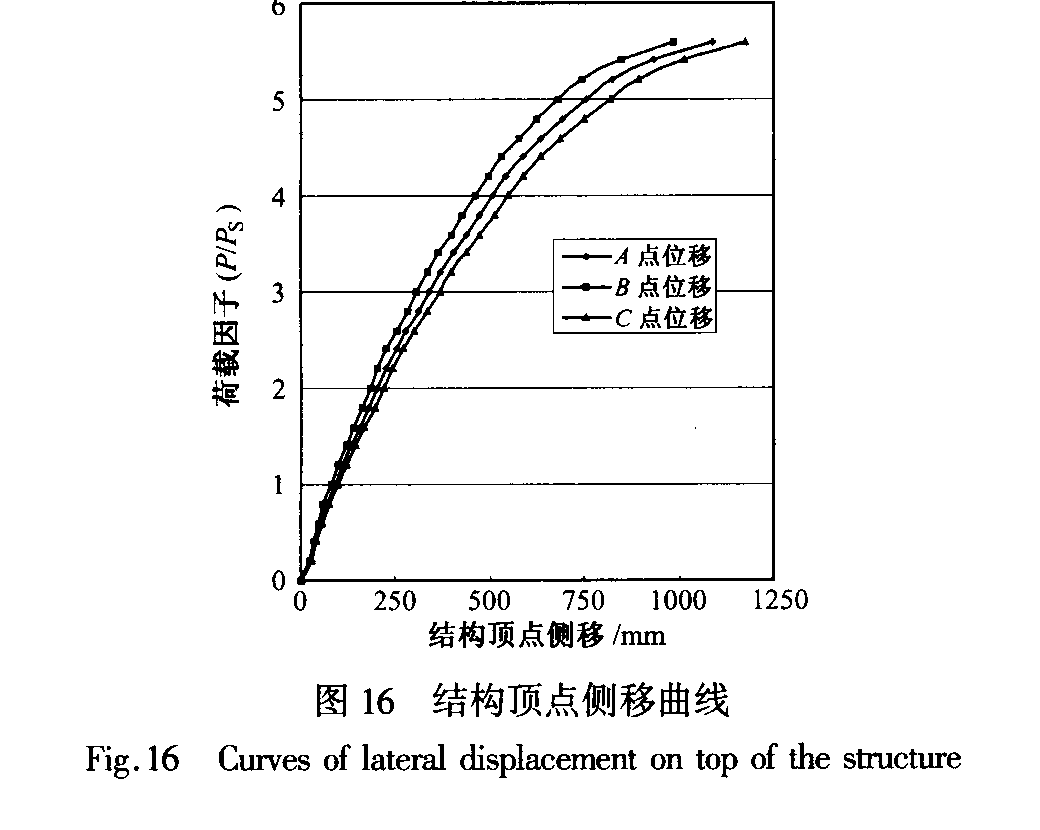 6
5
4
3
2
1
0
荷载因子 (P/PS)
A 点位移
B 点位移
C 点位移
0 250 500 750 1000 1250
结构顶点侧移 /mm
图 16 结构顶点侧移曲线
Fig. 16 Curves of lateral displacement on top of the structure